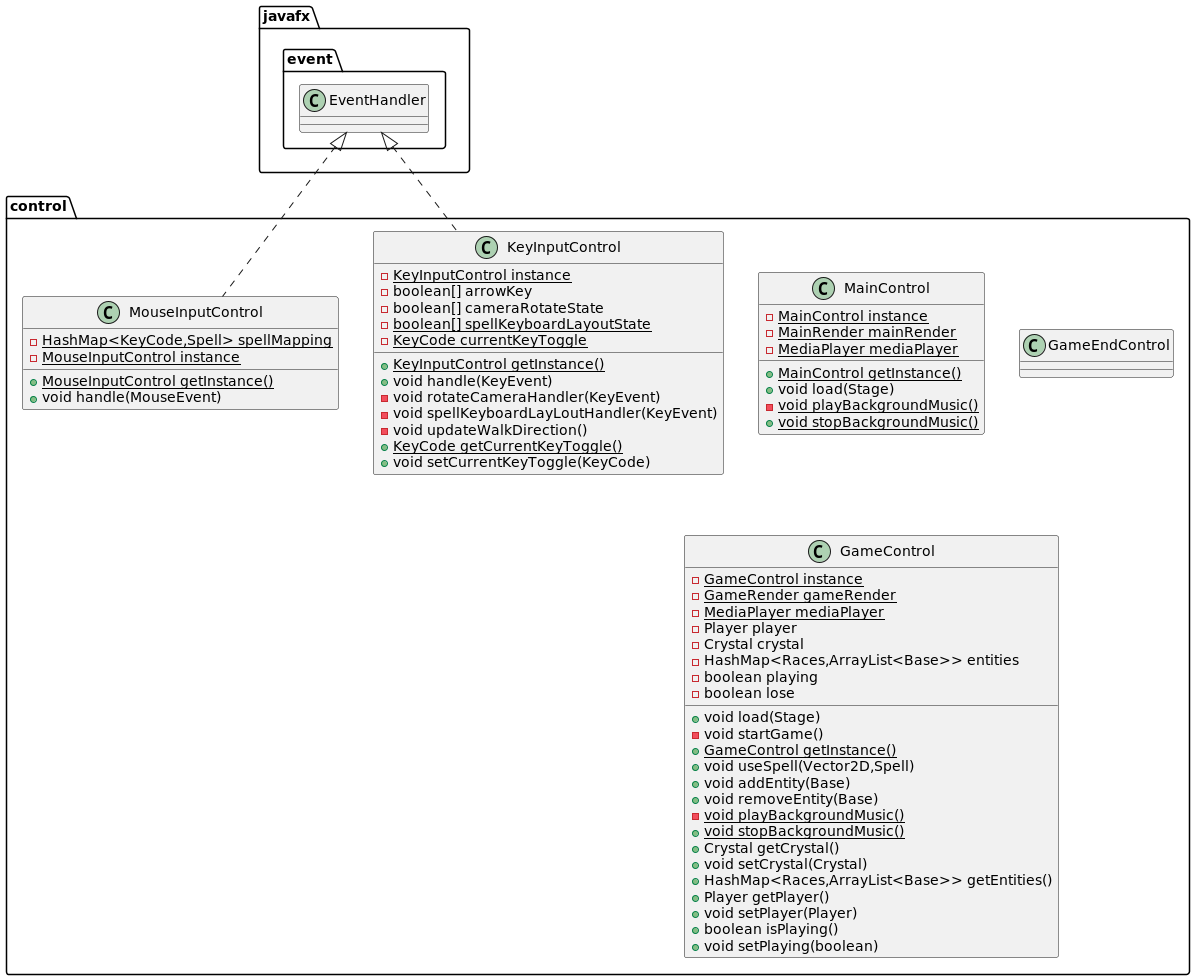 javafx
event
C EventHandler
control
C MouseInputControl
HashMap<KeyCode,Spell> spellMapping
MouseInputControl instance
MouseInputControl getInstance()
void handle(MouseEvent)
C KeyInputControl
KeyInputControl instance
boolean[] arrowKey
boolean[] cameraRotateState
boolean[] spellKeyboardLayoutState
KeyCode currentKeyToggle
KeyInputControl getInstance()
void handle(KeyEvent)
void rotateCameraHandler(KeyEvent)
void spellKeyboardLayLoutHandler(KeyEvent)
void updateWalkDirection()
KeyCode getCurrentKeyToggle()
void setCurrentKeyToggle(KeyCode)
C MainControl
MainControl instance
MainRender mainRender
MediaPlayer mediaPlayer
MainControl getInstance()
void load(Stage)
void playBackgroundMusic()
void stopBackgroundMusic()
C GameEndControl
C GameControl
GameControl instance
GameRender gameRender
MediaPlayer mediaPlayer
Player player
Crystal crystal
HashMap<Races,ArrayList<Base>> entities
boolean playing
boolean lose
void load(Stage)
void startGame()
GameControl getInstance()
void useSpell(Vector2D,Spell)
void addEntity(Base)
void removeEntity(Base)
void playBackgroundMusic()
void stopBackgroundMusic()
Crystal getCrystal()
void setCrystal(Crystal)
HashMap<Races,ArrayList<Base>> getEntities()
Player getPlayer()
void setPlayer(Player)
boolean isPlaying()
void setPlaying(boolean)